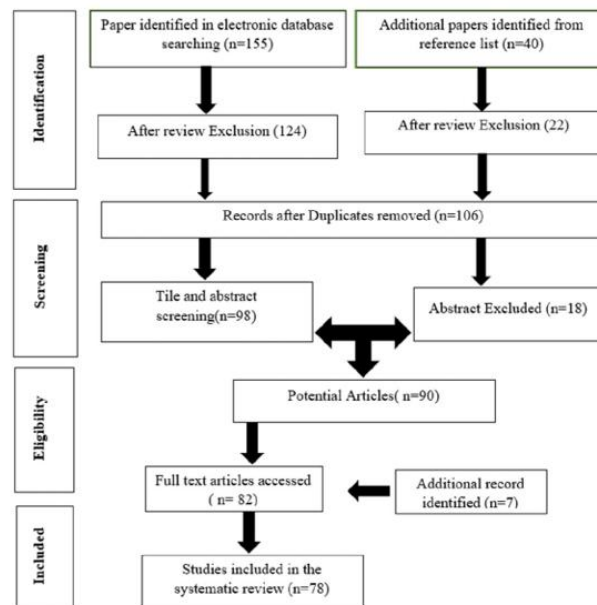 Identification
Paper identified in electronic database
searching (n=155)
Additional papers identified from
reference list (n=40)
After review Exclusion (124)
After review Exclusion (22)
Screening
Records after Duplicates removed (n=106)
Tile and abstract
screening(n=98)
Abstract Excluded (n=18)
Eligibility
Potential Articles( n=90)
Full text articles accessed
( n= 82)
Additional record
identified (n=7)
Included
Studies included in the
systematic review (n=78)